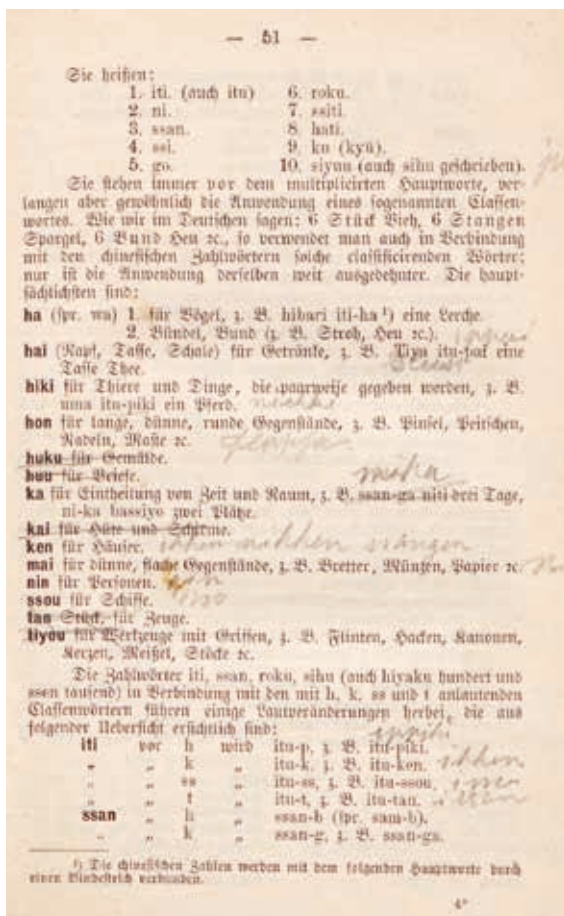 — 51 —
Sie heißen:
1. iti. (auch itu) 6. roku.
2. ni. 7. ssiti.
3. ssan. 8. hati.
4. ssi. 9. ku (kyū).
5. go. 10. siyuu (auch sihu geschrieben).
Sie stehen immer vor dem multiplicirten Hauptworte, ver-
langen aber gewöhnlich die Anwendung eines sogenannten Classen-
wortes. Wie wir im Deutschen sagen: 6 Stück Vieh, 6 Stangen
Spargel, 6 Bund Heu ꝛc., so verwendet man auch in Verbindung
mit den chinesischen Zahlwörtern solche classificirenden Wörter;
nur ist die Anwendung derselben weit ausgedehnter. Die haupt-
sächlichsten sind:
ha (spr. wa) 1. für Vögel, z. B. hibari iti-ha ¹) eine Lerche.
2. Bündel, Bund (z. B. Stroh, Heu ꝛc.).
hai (Napf, Tasse, Schale) für Getränke, z. B. eine
Tasse Thee.
hiki für Thiere und Dinge, die paarweise gegeben werden, z. B.
uma itu-piki ein Pferd.
hon für lange, dünne, runde Gegenstände, z. B. Pinsel, Peitschen,
Nadeln, Maste ꝛc.
huku für Gemälde.
huu für Briefe.
ka für Eintheilung von Zeit und Raum, z. B. ssan-ga niti drei Tage,
ni-ka bassiyo zwei Plätze.
kai für Hüte und Schirme.
ken für Häuser. ikken
mai für dünne, flache Gegenstände, z. B. Bretter, Münzen, Papier ꝛc.
nin für Personen.
ssou für Schiffe.
tan Stück, für Zeuge.
tiyou für Werkzeuge mit Griffen, z. B. Flinten, Hacken, Kanonen,
Kerzen, Meißel, Stöcke ꝛc.
Die Zahlwörter iti, ssan, roku, sihu (auch hiyaku hundert und
ssen tausend) in Verbindung mit den mit h, k, ss und t anlautenden
Classenwörtern führen einige Lautveränderungen herbei, die aus
folgender Uebersicht ersichtlich sind:
iti vor h wird itu-p, z. B. itu-piki.
„ „ k „ itu-k, z. B. itu-ken. ikken
„ „ ss „ itu-ss, z. B. itu-ssou.
„ „ t „ itu-t, z. B. itu-tan.
ssan „ h „ ssan-b (spr. sam-b).
„ „ k „ ssan-g, z. B. ssan-ga.
¹) Die chinesischen Zahlen werden mit dem folgenden Hauptworte durch
einen Bindestrich verbunden.
4*